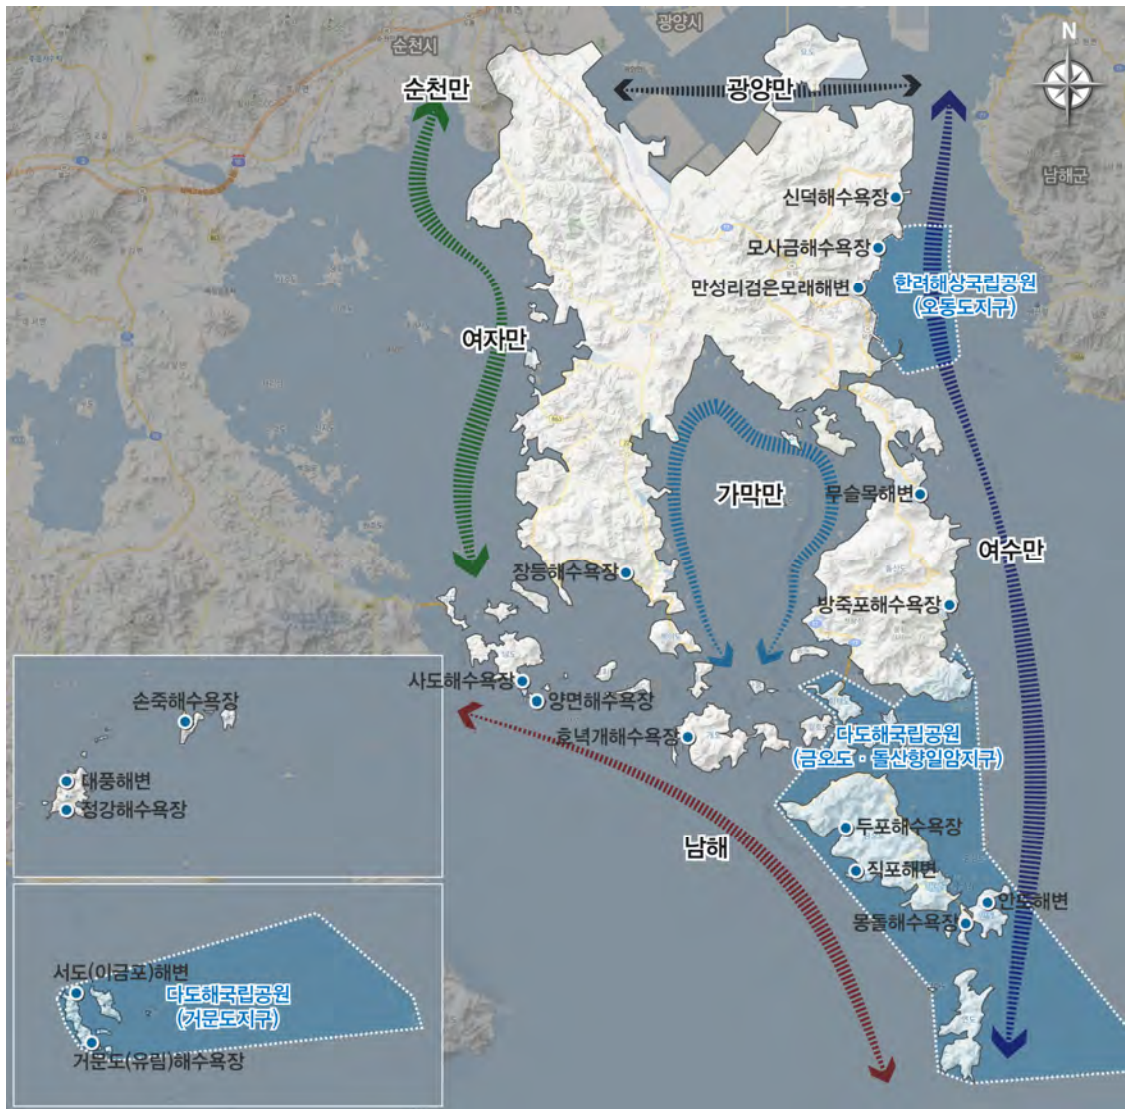 순천시
광양시
N
순천만
광양만
남해군
신덕해수욕장
모사금해수욕장
만성리검은모래해변
한려해상국립공원
(오동도지구)
여자만
가막만
무슬목해변
여수만
장등해수욕장
방죽포해수욕장
사도해수욕장
양면해수욕장
호녁개해수욕장
손죽해수욕장
대풍해변
정강해수욕장
다도해국립공원
(금오도·돌산향일암지구)
남해
두포해수욕장
직포해변
안포해변
몽돌해수욕장
서도(이금포)해변
다도해국립공원
(거문도지구)
거문도(유림)해수욕장